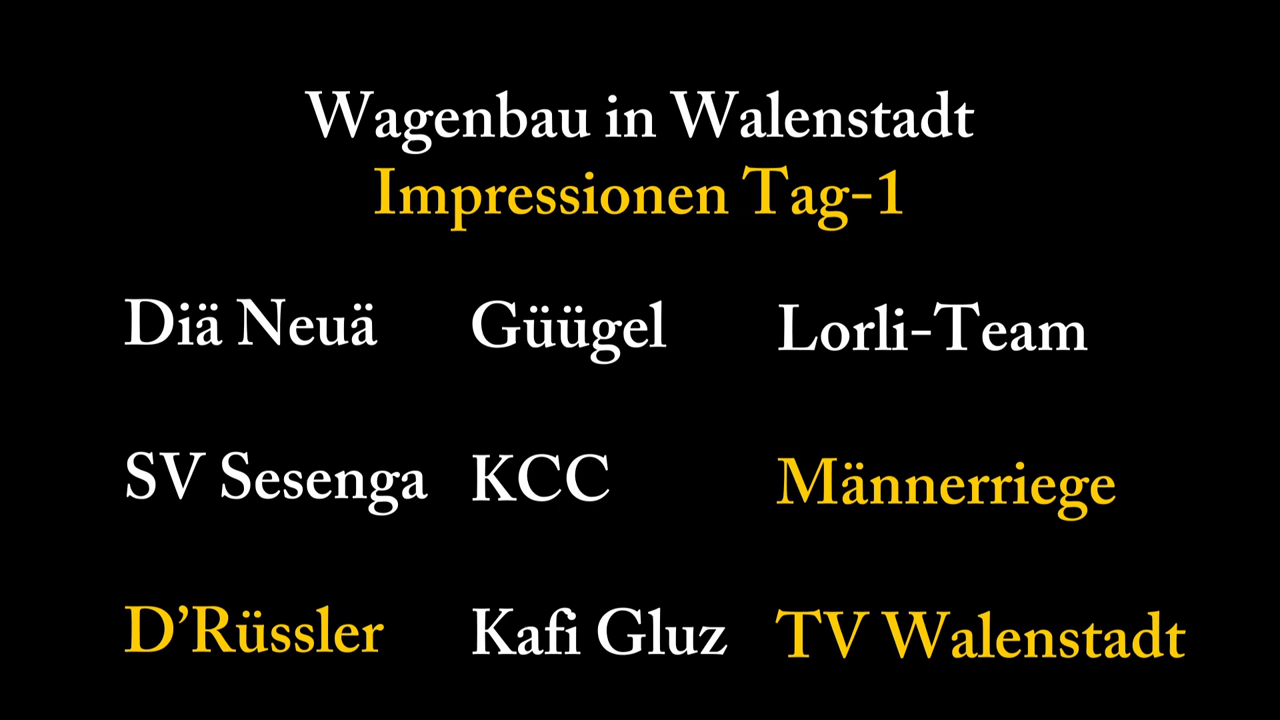 Wagenbau in Walenstadt
Impressionen Tag-1
Diä Neuä Güügel Lorli-Team
SV Sesenga KCC Männerriege
D’Rüssler Kafi Gluz TV Walenstadt